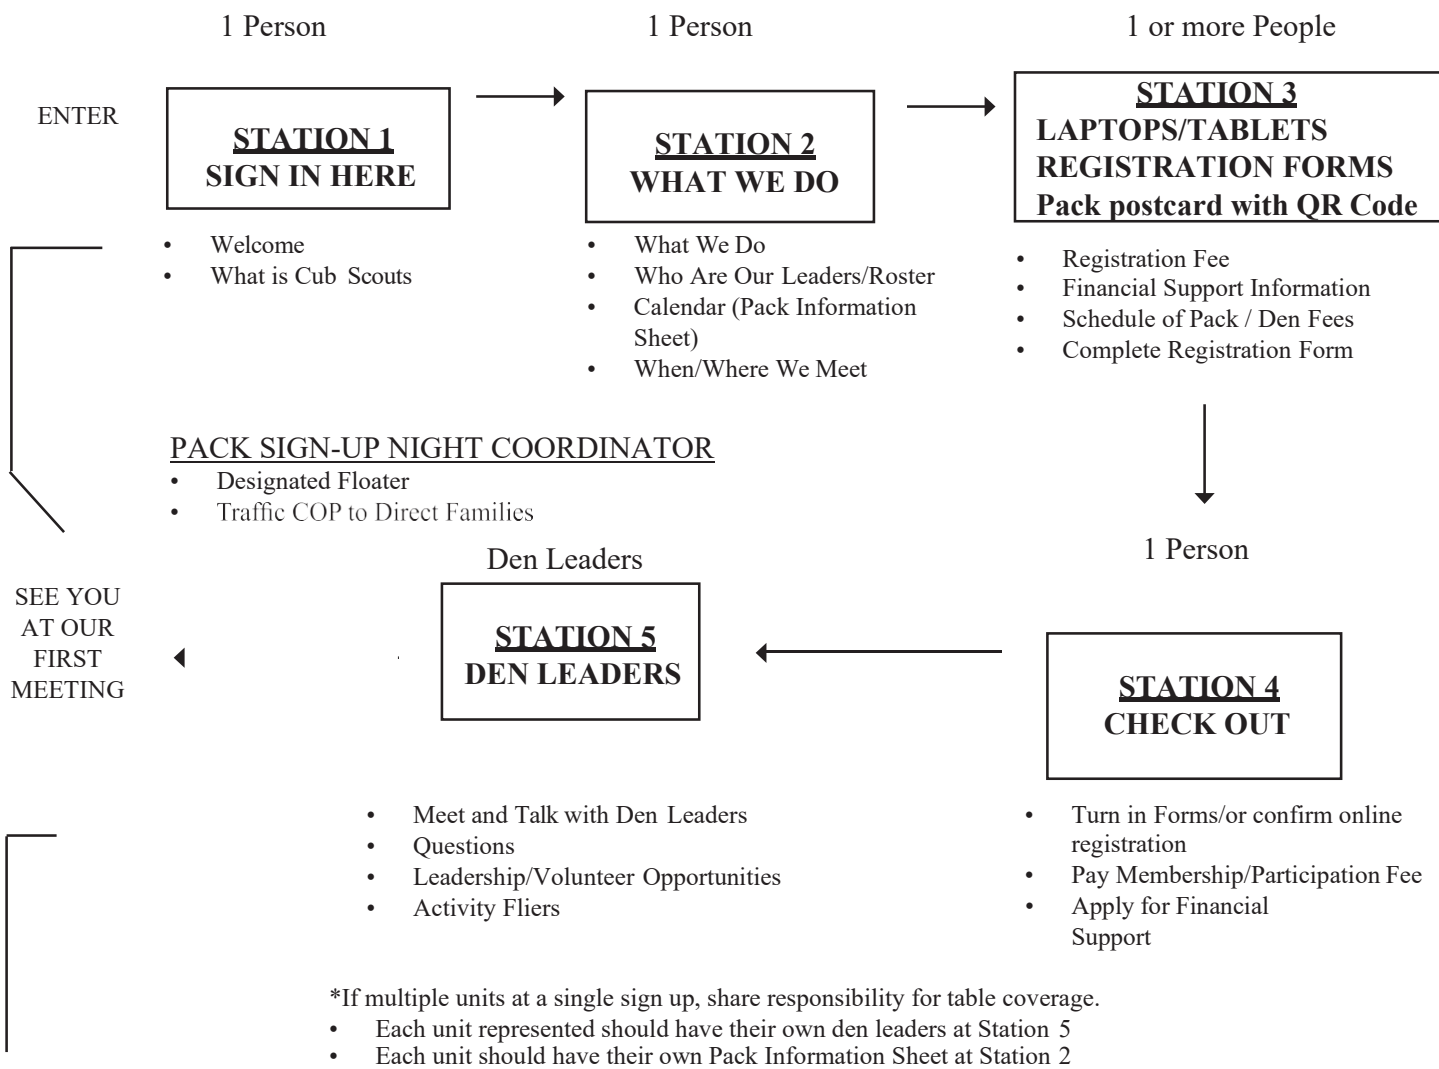 1 Person
1 Person
1 or more People
ENTER
STATION 1
SIGN IN HERE
STATION 2
WHAT WE DO
STATION 3
LAPTOPS/TABLETS
REGISTRATION FORMS
Pack postcard with QR Code
• Welcome
• What is Cub Scouts
• What We Do
• Who Are Our Leaders/Roster
• Calendar (Pack Information
Sheet)
• When/Where We Meet
• Registration Fee
• Financial Support Information
• Schedule of Pack / Den Fees
• Complete Registration Form
PACK SIGN-UP NIGHT COORDINATOR
• Designated Floater
• Traffic COP to Direct Families
1 Person
STATION 4
CHECK OUT
• Turn in Forms/or confirm online
registration
• Pay Membership/Participation Fee
• Apply for Financial
Support
Den Leaders
STATION 5
DEN LEADERS
• Meet and Talk with Den Leaders
• Questions
• Leadership/Volunteer Opportunities
• Activity Fliers
SEE YOU
AT OUR
FIRST
MEETING
*If multiple units at a single sign up, share responsibility for table coverage.
• Each unit represented should have their own den leaders at Station 5
• Each unit should have their own Pack Information Sheet at Station 2